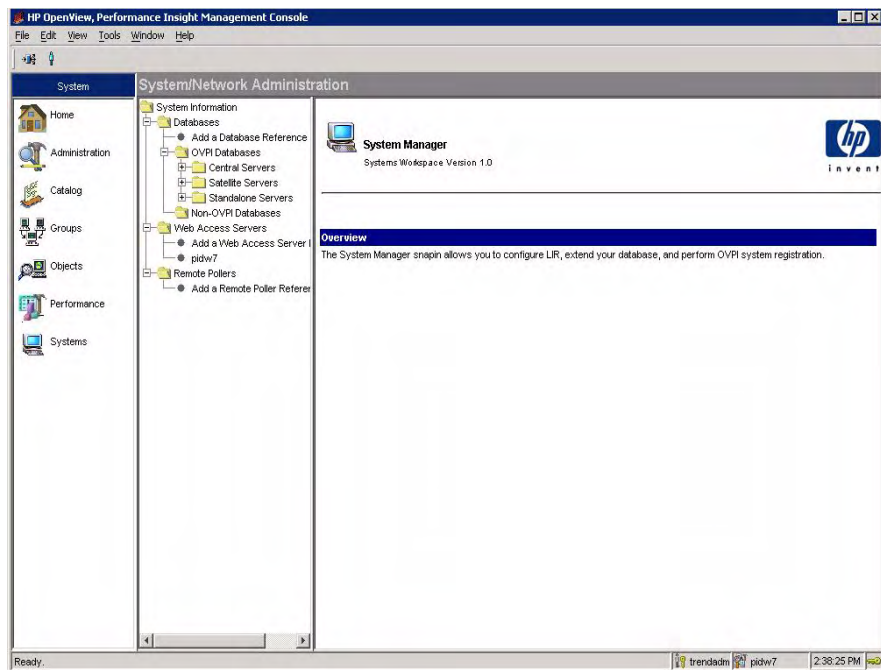 HP OpenView, Performance Insight Management Console
File Edit View Tools Window Help
System
System/Network Administration
Home
Administration
Catalog
Groups
Objects
Performance
Systems
System Information
Databases
Add a Database Reference
OVPI Databases
Central Servers
Satellite Servers
Standalone Servers
Non-OVPI Databases
Web Access Servers
Add a Web Access Server
pidw7
Remote Pollers
Add a Remote Poller Referer
System Manager
Systems Workspace Version 1.0
hp
invent
Overview
The System Manager snapin allows you to configure LIR, extend your database, and perform OVPI system registration.
Ready.
trendadm
pidw7
2:38:25 PM